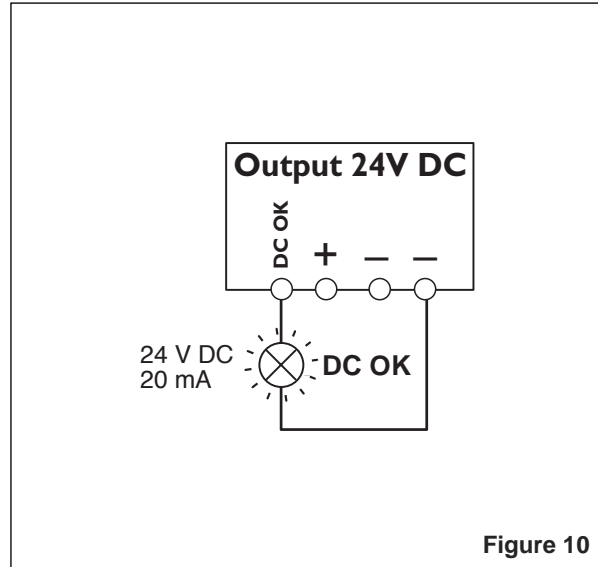 Output 24V DC
DC OK
+ – –
24 V DC
20 mA
DC OK
Figure 10